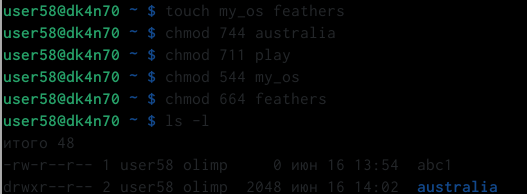 user58@dk4n70 ~ $ touch my_os feathers
user58@dk4n70 ~ $ chmod 744 australia
user58@dk4n70 ~ $ chmod 711 play
user58@dk4n70 ~ $ chmod 544 my_os
user58@dk4n70 ~ $ chmod 664 feathers
user58@dk4n70 ~ $ ls -l
итого 48
-rw-r--r-- 1 user58 olimp 0 июн 16 13:54 abc1
drwxr--r-- 2 user58 olimp 2048 июн 16 14:02 australia